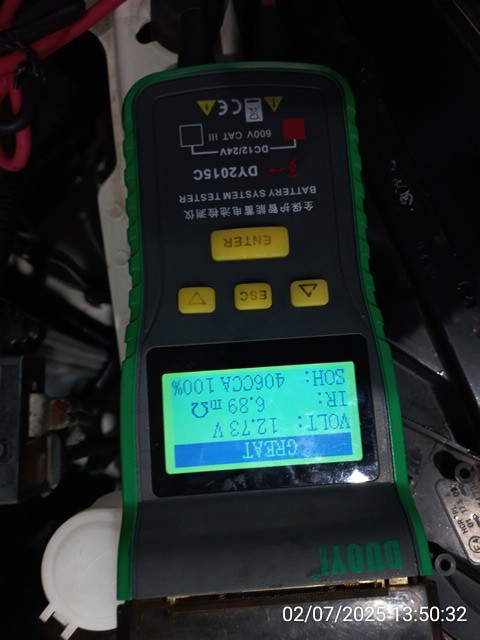 DUOYI
GREAT
VOLT: 12.73 V
IR: 6.89 mΩ
SOH: 406CCA 100%
ESC
ENTER
全保护智能蓄电池检测仪
BATTERY SYSTEM TESTER
DY2015C
DC12/24V
600V CAT III
CE
02/07/2025 13:50:32